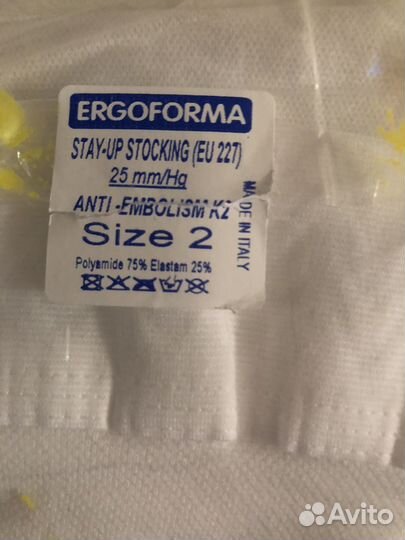 ERGOFORMA
STAY-UP STOCKING (EU 227)
25 mm/Hg
ANTI-EMBOLISM K2
Size 2
Polyamide 75% Elastam 25%
MADE IN ITALY
Avito